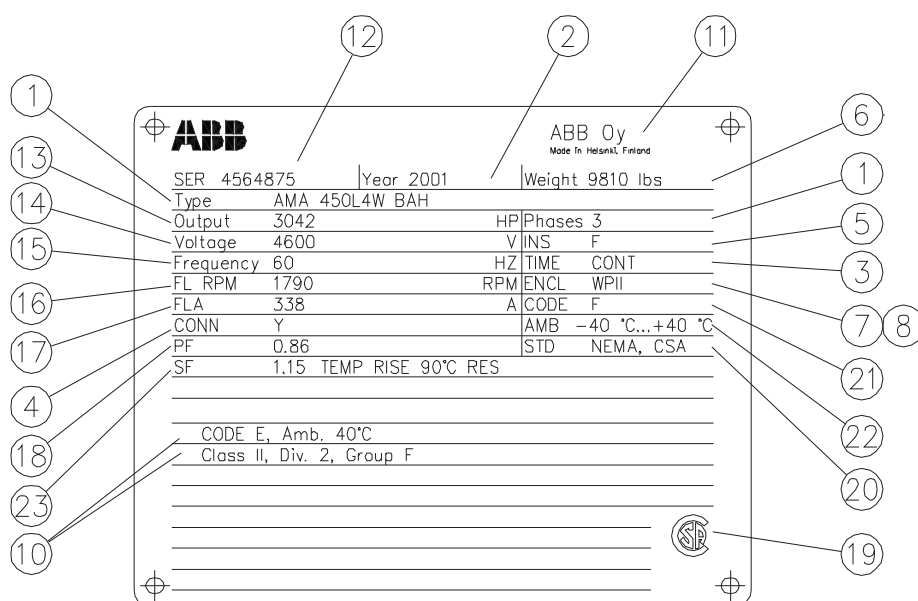 12 2 11
1 6
ABB ABB Oy
Made in Helsinki, Finland
13 1
SER 4564875 Year 2001 Weight 9810 lbs
Type AMA 450L4W BAH
14 5
Output 3042 HP Phases 3
Voltage 4600 V INS F
15 3
Frequency 60 HZ TIME CONT
16 FL RPM 1790 RPM ENCL WPII
FLA 338 A CODE F 7 8
17 CONN Y AMB -40 °C...+40 °C
PF 0.86 STD NEMA, CSA
SF 1.15 TEMP RISE 90°C RES 21
4
CODE E, Amb. 40°C 22
18 Class II, Div. 2, Group F
23 20
10 SA 19